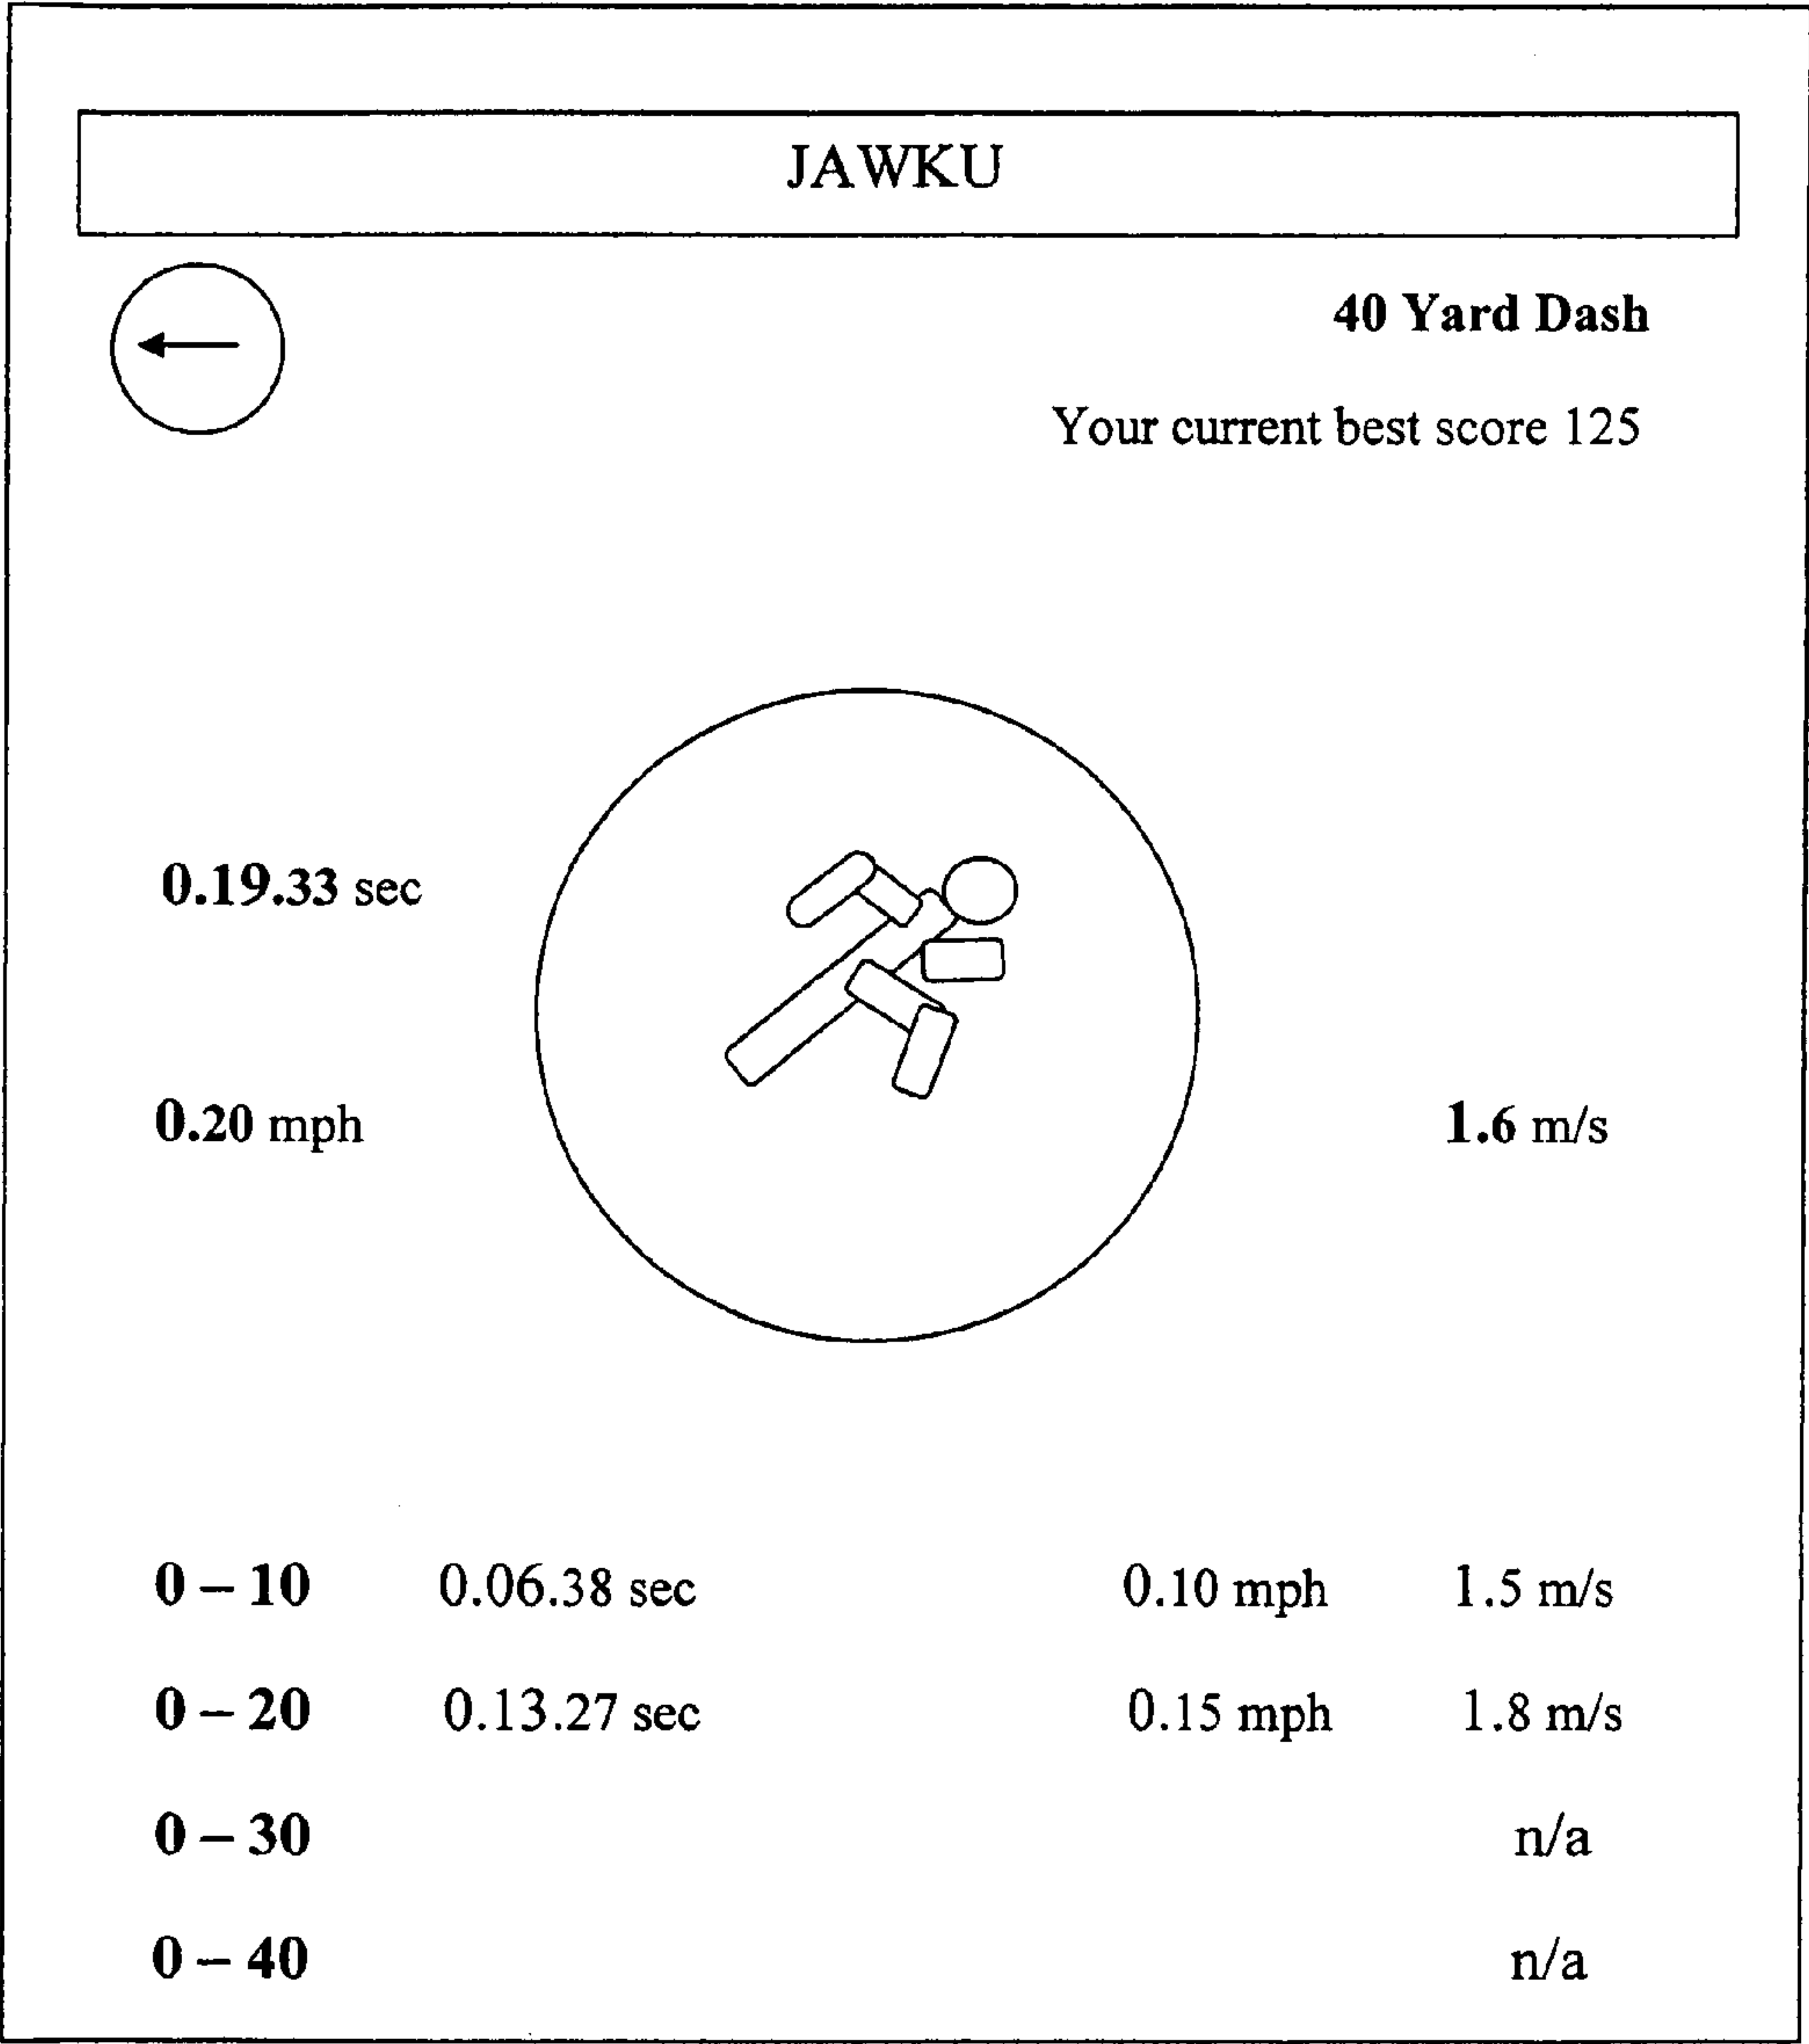 JAWKU
40 Yard Dash
Your current best score 125
0.19.33 sec
0.20 mph 1.6 m/s
0 – 10 0.06.38 sec 0.10 mph 1.5 m/s
0 – 20 0.13.27 sec 0.15 mph 1.8 m/s
0 – 30 n/a
0 – 40 n/a